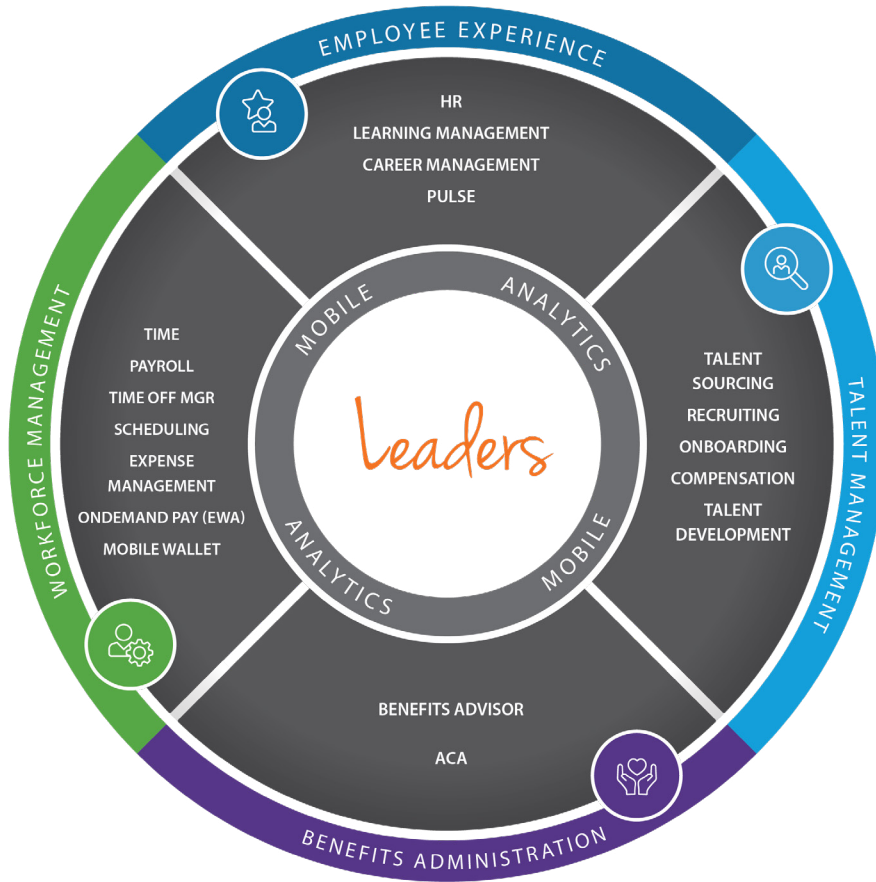 EMPLOYEE EXPERIENCE
HR
LEARNING MANAGEMENT
CAREER MANAGEMENT
PULSE
TALENT MANAGEMENT
TALENT
SOURCING
RECRUITING
ONBOARDING
COMPENSATION
TALENT
DEVELOPMENT
BENEFITS ADMINISTRATION
BENEFITS ADVISOR
ACA
WORKFORCE MANAGEMENT
TIME
PAYROLL
TIME OFF MGR
SCHEDULING
EXPENSE
MANAGEMENT
ONDEMAND PAY (EWA)
MOBILE WALLET
MOBILE
ANALYTICS
MOBILE
ANALYTICS
Leaders